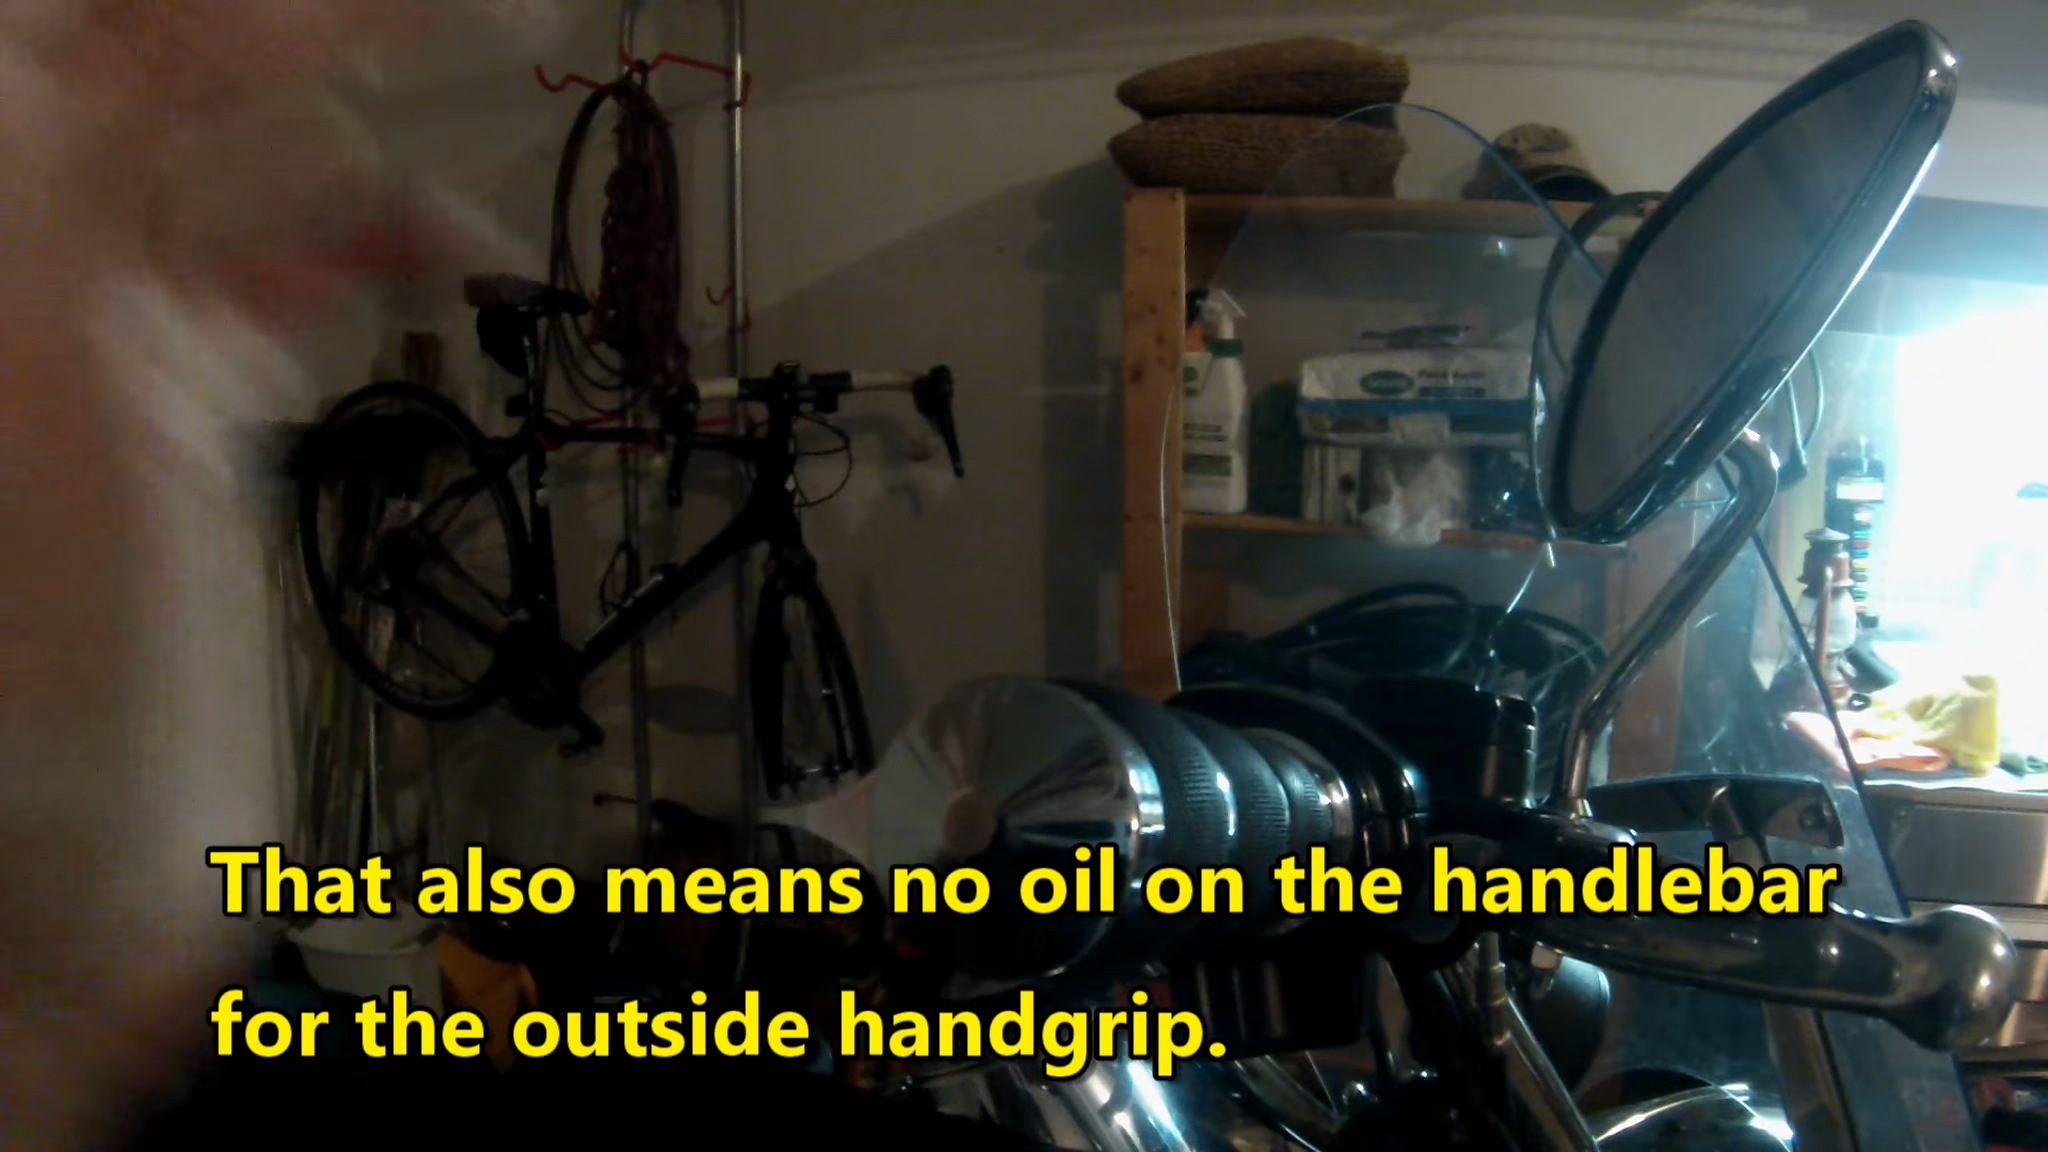 That also means no oil on the handlebar
for the outside handgrip.